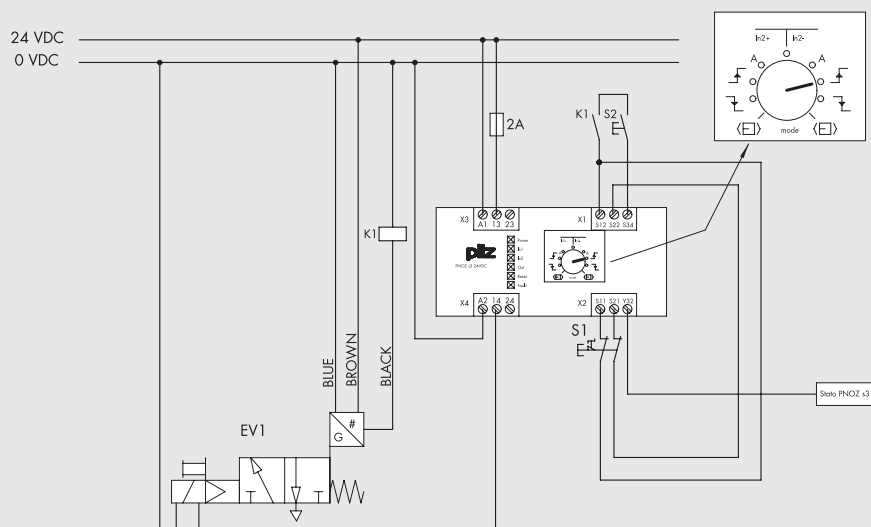 24 VDC
0 VDC
In2+ In2-
A A
mode
2A
K1 S2
X3 A1 13 23
X1 S12 S22 S34
K1
pilz
PNOZ s3 24VDC
Power
In1
In2
Out
Reset
Fault
mode
X4 A2 14 24
X2 S11 S21 Y32
S1
BLUE
BROWN
BLACK
Stato PNOZ s3
EV1
#
G